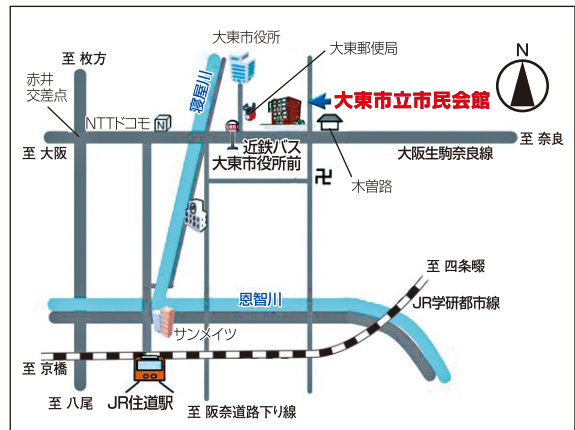 大東市役所
大東郵便局
至 枚方
赤井
交差点
寝屋川
N
大東市立市民会館
NTTドコモ
N
至 大阪
近鉄バス
大東市役所前
大阪生駒奈良線
至 奈良
卍
木曽路
至 四条畷
恩智川
JR学研都市線
サンメイツ
至 京橋
至 八尾
JR住道駅
至 阪奈道路下り線